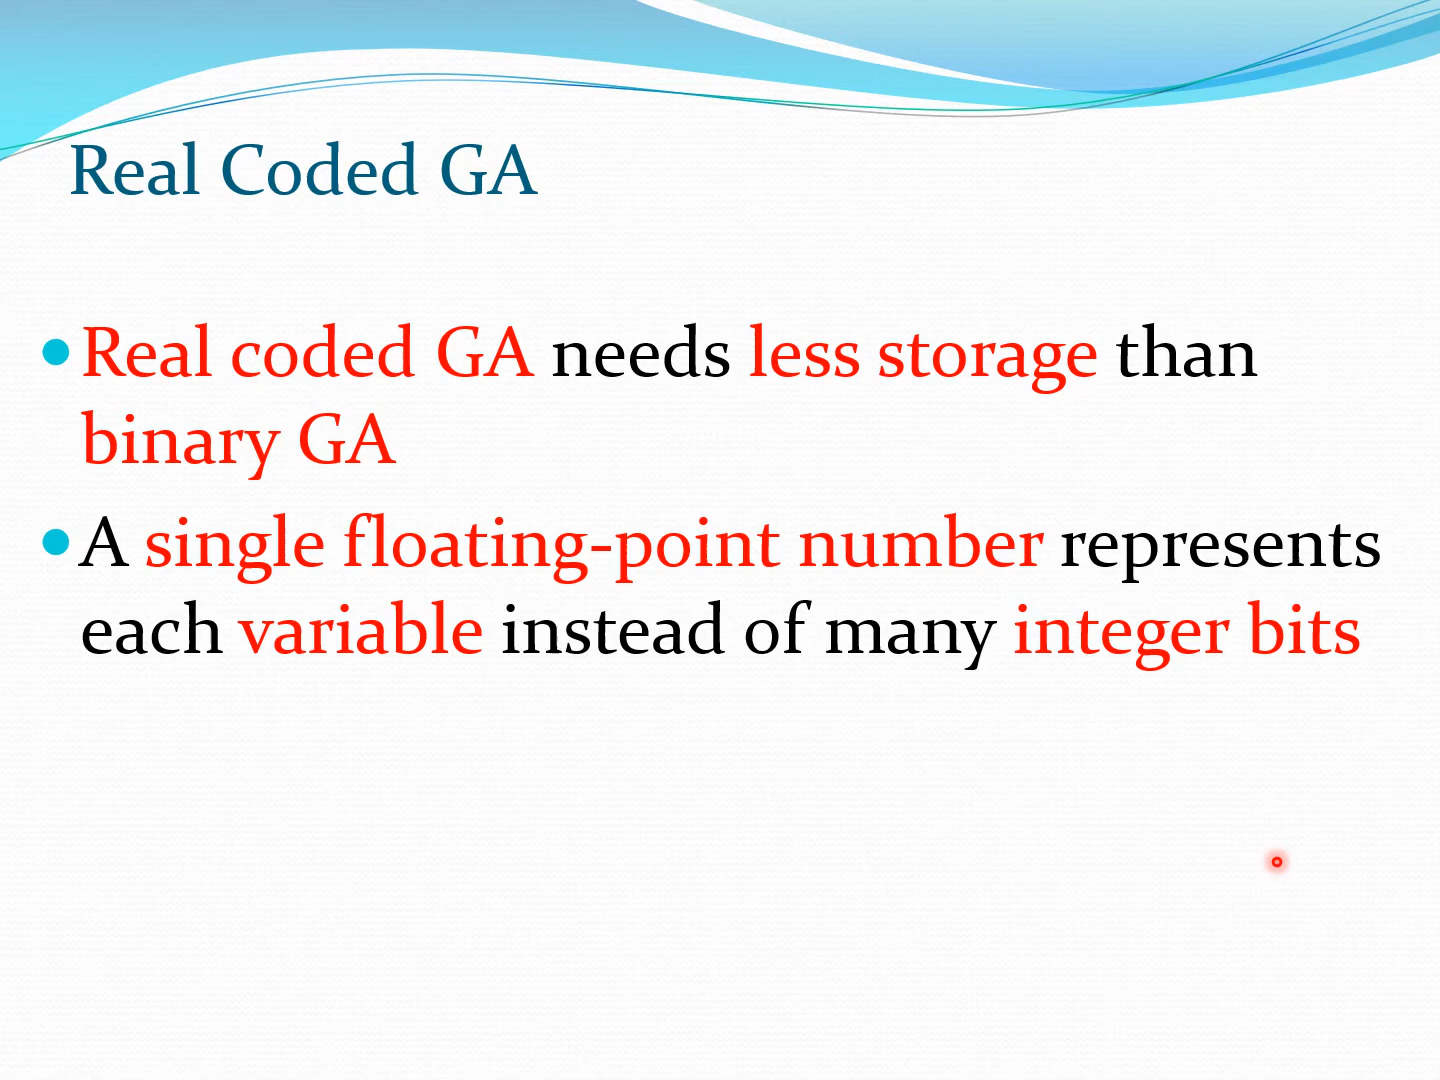 Real Coded GA
Real coded GA needs less storage than
binary GA
A single floating-point number represents
each variable instead of many integer bits